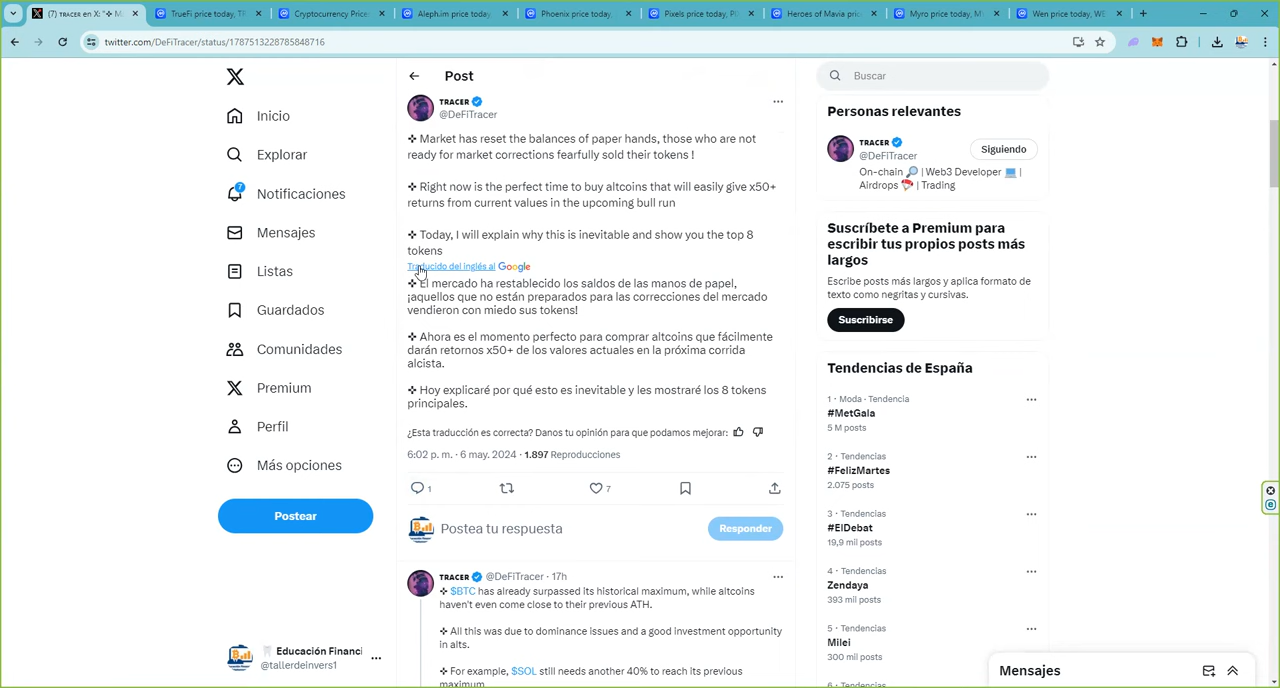 (7) TRACER en X: "✜ M
TrueFi price today, TF
Cryptocurrency Prices
Aleph.im price today,
Phoenix price today,
Pixels price today, PI
Heroes of Mavia pric
Myro price today, M
Wen price today, WE
twitter.com/DeFiTracer/status/1787513228785848716
Inicio
Explorar
7
Notificaciones
Mensajes
Listas
Guardados
Comunidades
Premium
Perfil
Más opciones
Postear
Educación Financi
@tallerdeinvers1
Post
TRACER
@DeFiTracer
✜ Market has reset the balances of paper hands, those who are not
ready for market corrections fearfully sold their tokens !
✜ Right now is the perfect time to buy altcoins that will easily give x50+
returns from current values in the upcoming bull run
✜ Today, I will explain why this is inevitable and show you the top 8
tokens
Traducido del inglés al Google
✜ El mercado ha restablecido los saldos de las manos de papel,
¡aquellos que no están preparados para las correcciones del mercado
vendieron con miedo sus tokens!
✜ Ahora es el momento perfecto para comprar altcoins que fácilmente
darán retornos x50+ de los valores actuales en la próxima corrida
alcista.
✜ Hoy explicaré por qué esto es inevitable y les mostraré los 8 tokens
principales.
¿Esta traducción es correcta? Danos tu opinión para que podamos mejorar:
6:02 p. m. · 6 may. 2024 · 1.897 Reproducciones
1
7
Postea tu respuesta
Responder
TRACER @DeFiTracer · 17h
✜ $BTC has already surpassed its historical maximum, while altcoins
haven't even come close to their previous ATH.
✜ All this was due to dominance issues and a good investment opportunity
in alts.
✜ For example, $SOL still needs another 40% to reach its previous
maximum
Buscar
Personas relevantes
TRACER
@DeFiTracer
Siguiendo
On-chain 🔎 | Web3 Developer 💻 |
Airdrops 🪂 | Trading
Suscríbete a Premium para
escribir tus propios posts más
largos
Escribe posts más largos y aplica formato de
texto como negritas y cursivas.
Suscribirse
Tendencias de España
1 · Moda · Tendencia
#MetGala
5 M posts
2 · Tendencias
#FelizMartes
2.075 posts
3 · Tendencias
#ElDebat
19,9 mil posts
4 · Tendencias
Zendaya
393 mil posts
5 · Tendencias
Milei
300 mil posts
6 · Tendencias
Mensajes